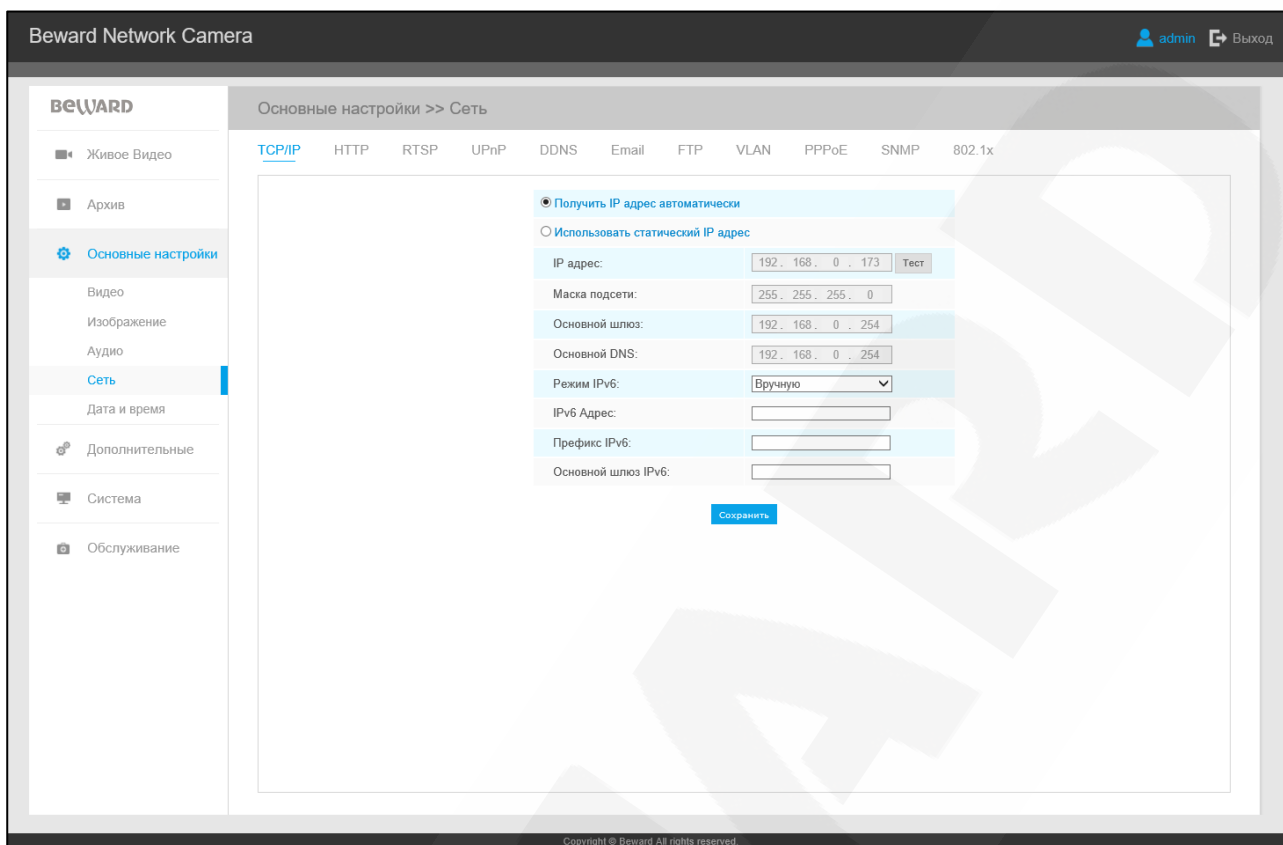 Beward Network Camera
admin Выход
BEWARD
Основные настройки >> Сеть
Живое Видео
Архив
Основные настройки
Видео
Изображение
Аудио
Сеть
Дата и время
Дополнительные
Система
Обслуживание
TCP/IP HTTP RTSP UPnP DDNS Email FTP VLAN PPPoE SNMP 802.1x
Получить IP адрес автоматически
Использовать статический IP адрес
IP адрес: 192. 168. 0 . 173 Тест
Маска подсети: 255. 255. 255. 0
Основной шлюз: 192. 168. 0 . 254
Основной DNS: 192. 168. 0 . 254
Режим IPv6: Вручную
IPv6 Адрес:
Префикс IPv6:
Основной шлюз IPv6:
Сохранить
Copyright © Beward All rights reserved.
WARD